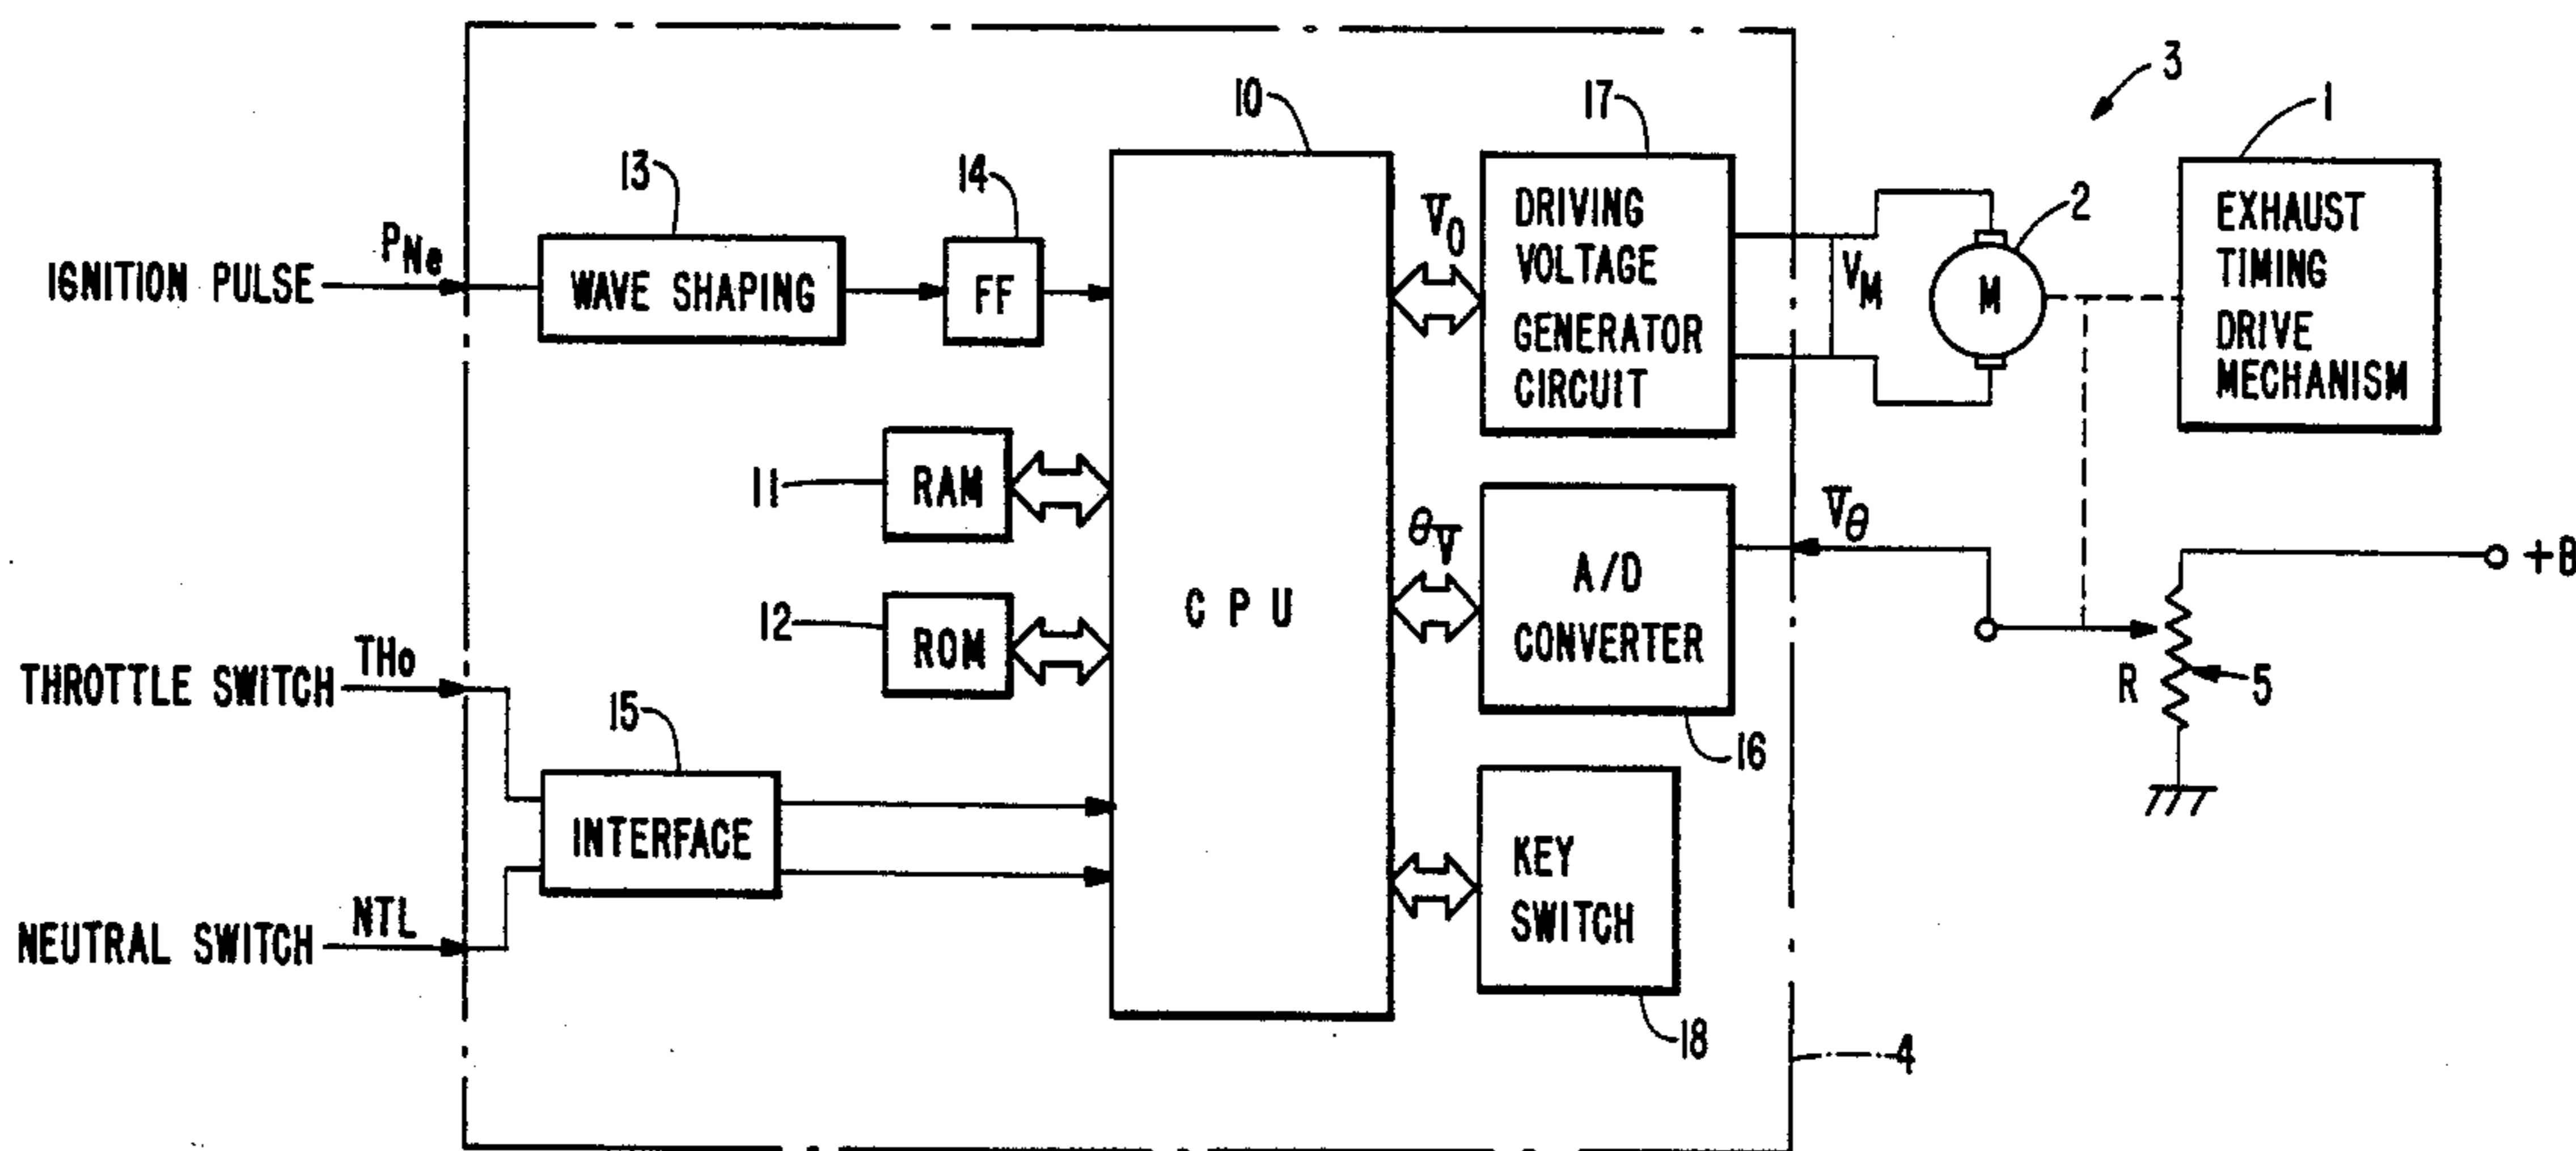 3
10
17
1
13
14
2
IGNITION PULSE
PNe
WAVE SHAPING
FF
V0
DRIVING
VOLTAGE
GENERATOR
CIRCUIT
VM
M
EXHAUST
TIMING
DRIVE
MECHANISM
11
RAM
12
ROM
CPU
θV
A/D
CONVERTER
16
Vθ
+B
R
5
THROTTLE SWITCH
THo
15
INTERFACE
NEUTRAL SWITCH
NTL
KEY
SWITCH
18
4